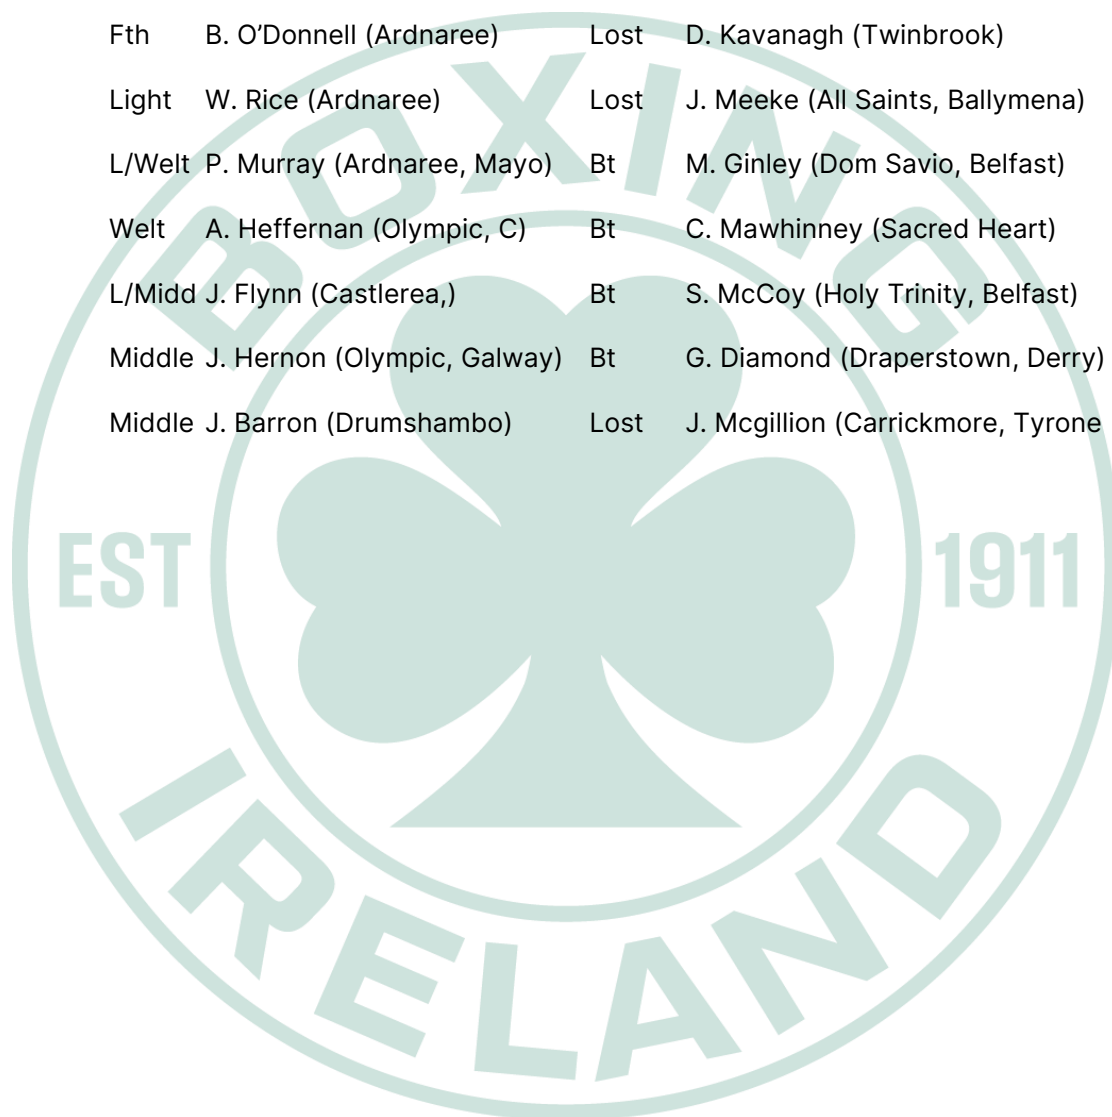 Fth B. O’Donnell (Ardnaree) Lost D. Kavanagh (Twinbrook)
Light W. Rice (Ardnaree) Lost J. Meeke (All Saints, Ballymena)
L/Welt P. Murray (Ardnaree, Mayo) Bt M. Ginley (Dom Savio, Belfast)
Welt A. Heffernan (Olympic, C) Bt C. Mawhinney (Sacred Heart)
L/Midd J. Flynn (Castlerea,) Bt S. McCoy (Holy Trinity, Belfast)
Middle J. Hernon (Olympic, Galway) Bt G. Diamond (Draperstown, Derry)
Middle J. Barron (Drumshambo) Lost J. Mcgillion (Carrickmore, Tyrone
BOXING
EST 1911
IRELAND